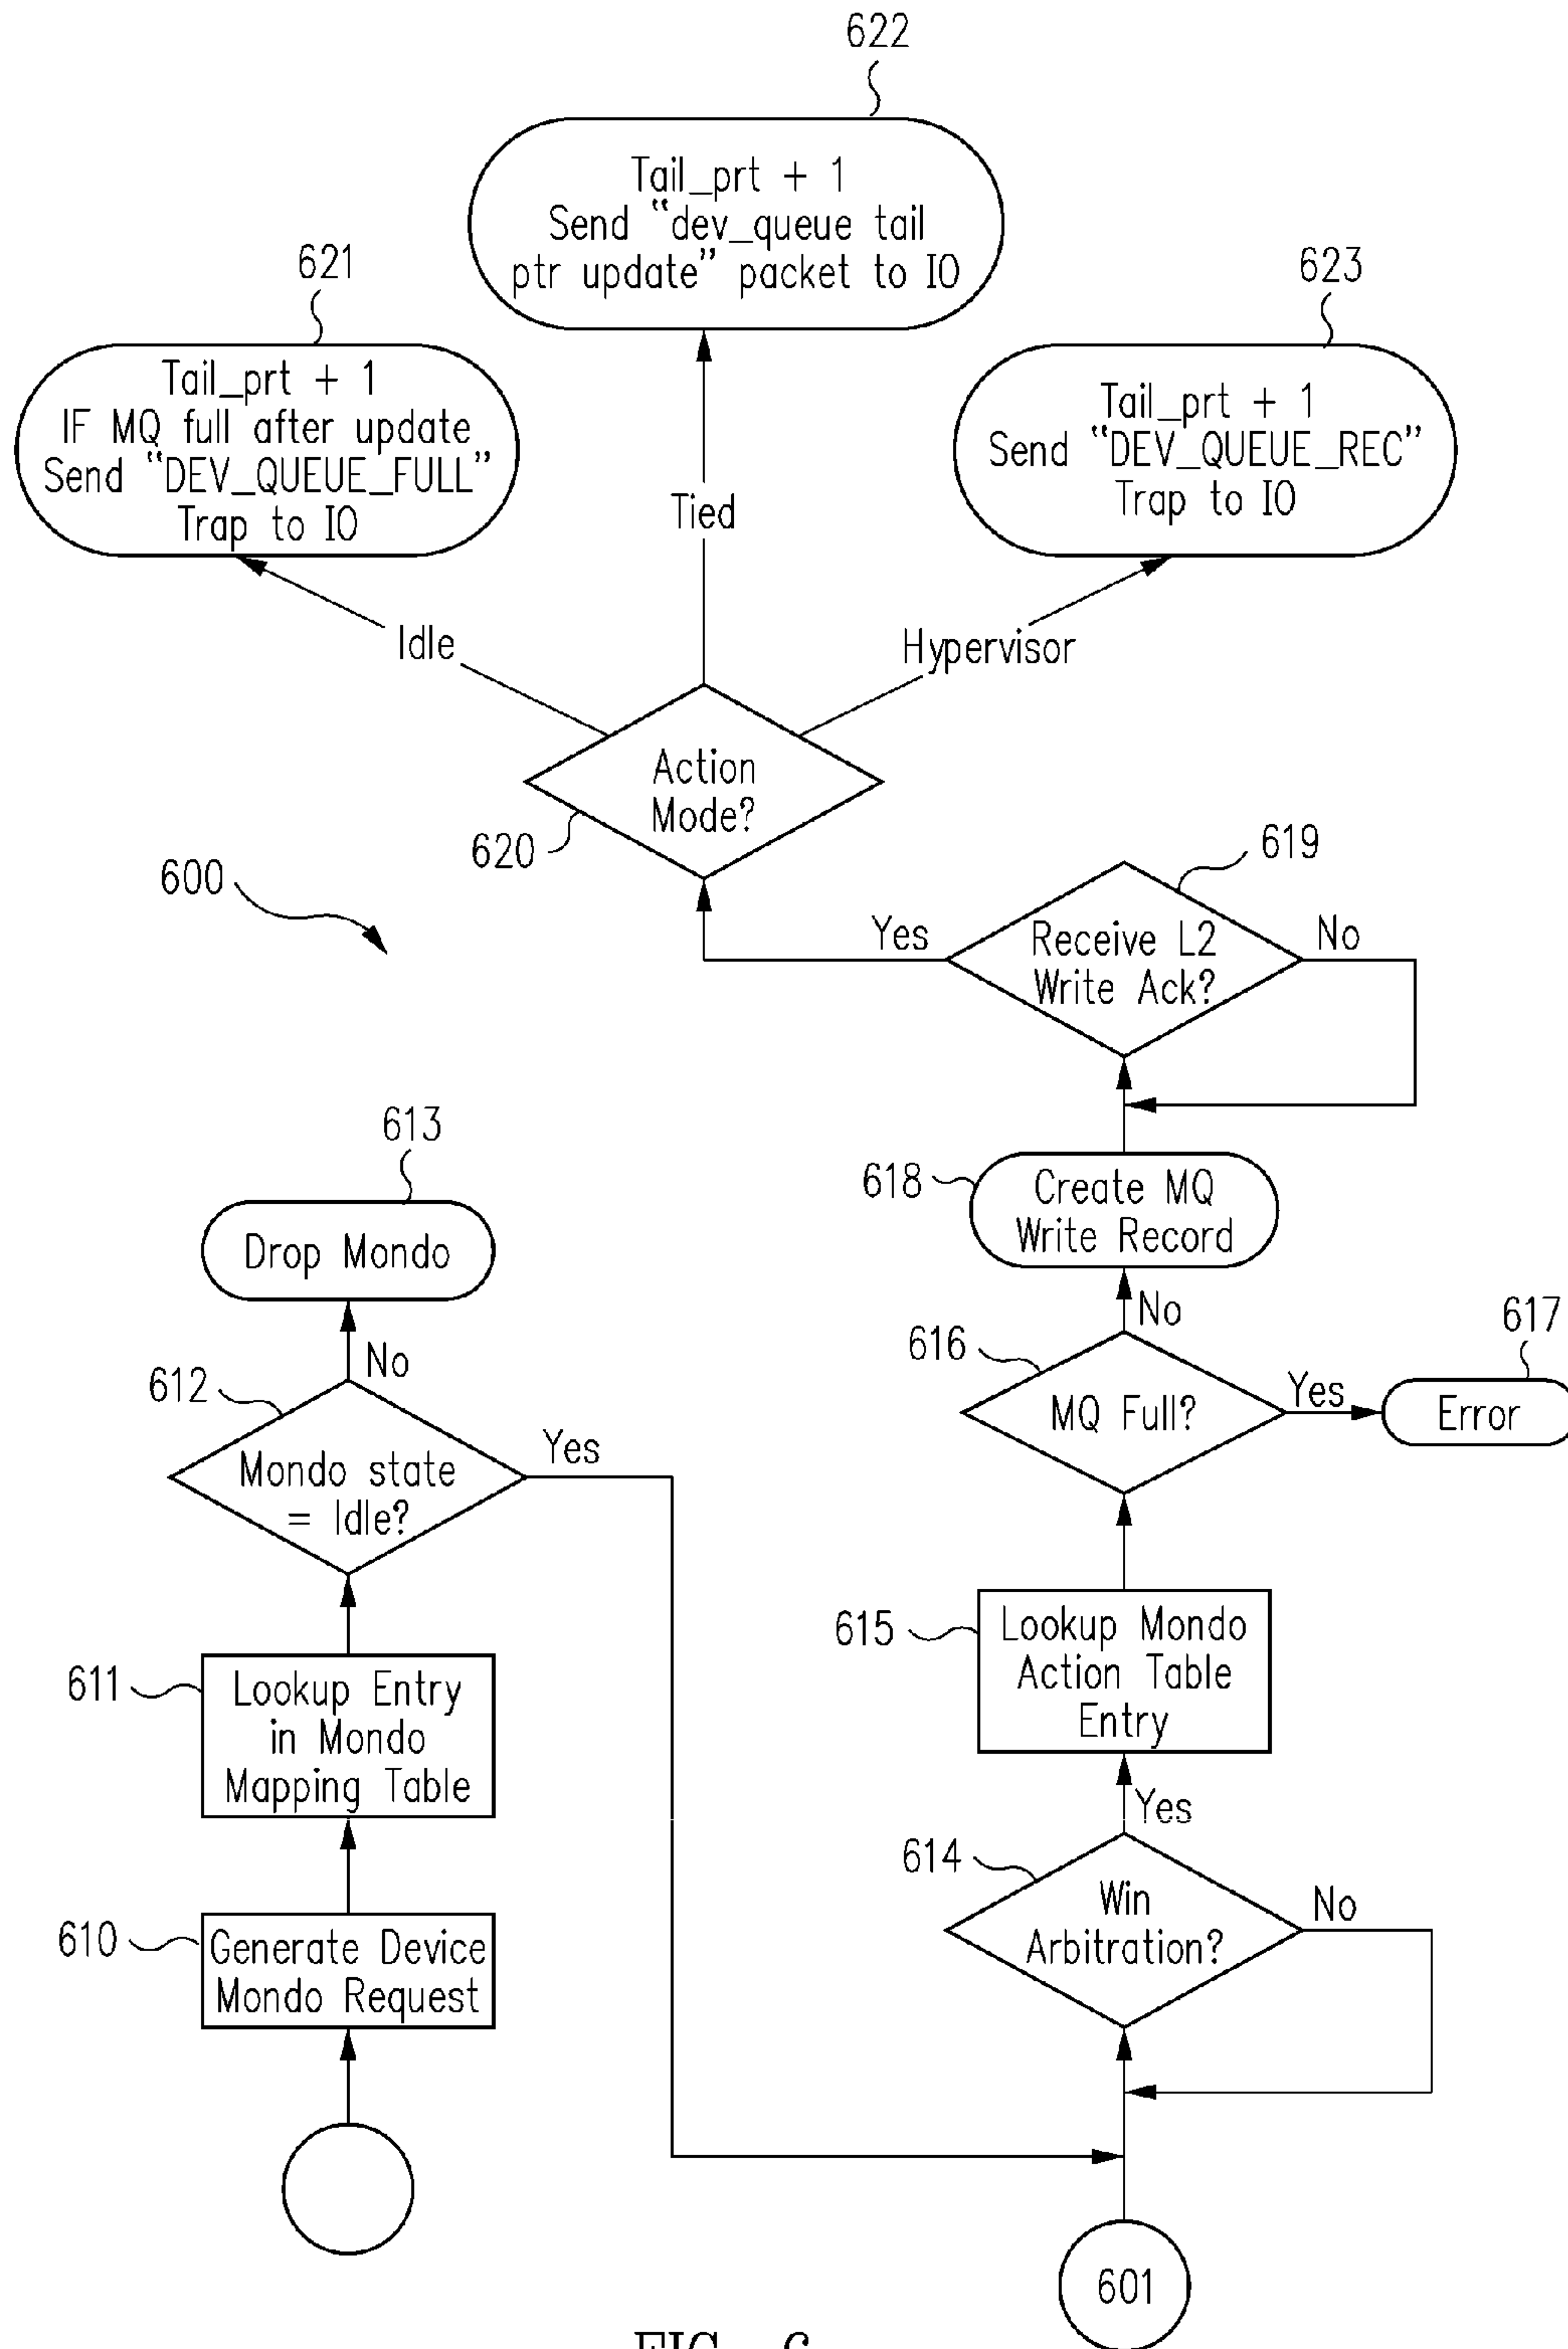 622
Tail_prt + 1
Send “dev_queue tail
ptr update” packet to IO
621
Tail_prt + 1
IF MQ full after update
Send “DEV_QUEUE_FULL”
Trap to IO
623
Tail_prt + 1
Send “DEV_QUEUE_REC”
Trap to IO
Tied
Idle
Hypervisor
Action
Mode?
620
600
619
Yes
Receive L2
Write Ack?
No
613
Drop Mondo
618
Create MQ
Write Record
No
612
No
Mondo state
= Idle?
Yes
616
MQ Full?
Yes
617
Error
611
Lookup Entry
in Mondo
Mapping Table
615
Lookup Mondo
Action Table
Entry
Yes
610
Generate Device
Mondo Request
614
Win
Arbitration?
No
601
FIG. 6